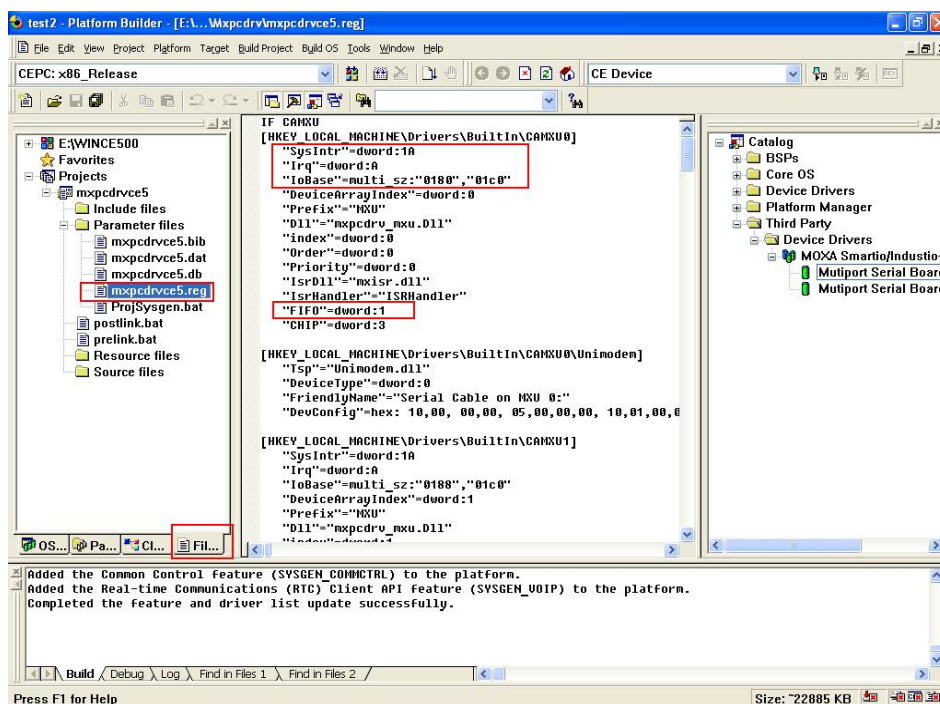 test2 - Platform Builder - [E:\...\Mxpcdrv\mxpcdrvce5.reg]
File Edit View Project Platform Target Build Project Build OS Tools Window Help
CEPC: x86_Release
CE Device
E:\WINCE500
Favorites
Projects
mxpcdrvce5
Include files
Parameter files
mxpcdrvce5.bib
mxpcdrvce5.dat
mxpcdrvce5.db
mxpcdrvce5.reg
ProjSysgen.bat
postlink.bat
prelink.bat
Resource files
Source files
OS... Pa... Cl... Fil...
IF CAMXU
[HKEY_LOCAL_MACHINE\Drivers\BuiltIn\CAMXU0]
"SysIntr"=dword:1A
"Irq"=dword:A
"IoBase"=multi_sz:"0180","01c0"
"DeviceArrayIndex"=dword:0
"Prefix"="MXU"
"Dll"="mxpcdrv_mxu.Dll"
"index"=dword:0
"Order"=dword:0
"Priority"=dword:0
"IsrDll"="mxisr.dll"
"IsrHandler"="ISRHandler"
"FIFO"=dword:1
"CHIP"=dword:3
[HKEY_LOCAL_MACHINE\Drivers\BuiltIn\CAMXU0\Unimodem]
"Tsp"="Unimodem.dll"
"DeviceType"=dword:0
"FriendlyName"="Serial Cable on MXU 0:"
"DevConfig"=hex: 10,00, 00,00, 05,00,00,00, 10,01,00,0
[HKEY_LOCAL_MACHINE\Drivers\BuiltIn\CAMXU1]
"SysIntr"=dword:1A
"Irq"=dword:A
"IoBase"=multi_sz:"0188","01c0"
"DeviceArrayIndex"=dword:1
"Prefix"="MXU"
"Dll"="mxpcdrv_mxu.Dll"
"index"=dword:1
Catalog
BSPs
Core OS
Device Drivers
Platform Manager
Third Party
Device Drivers
MOXA Smartio/Industio-
Mutiport Serial Board
Mutiport Serial Board
Added the Common Control feature (SYSGEN_COMMCTRL) to the platform.
Added the Real-time Communications (RTC) Client API feature (SYSGEN_VOIP) to the platform.
Completed the feature and driver list update successfully.
Build Debug Log Find in Files 1 Find in Files 2
Press F1 for Help
Size: ~22885 KB